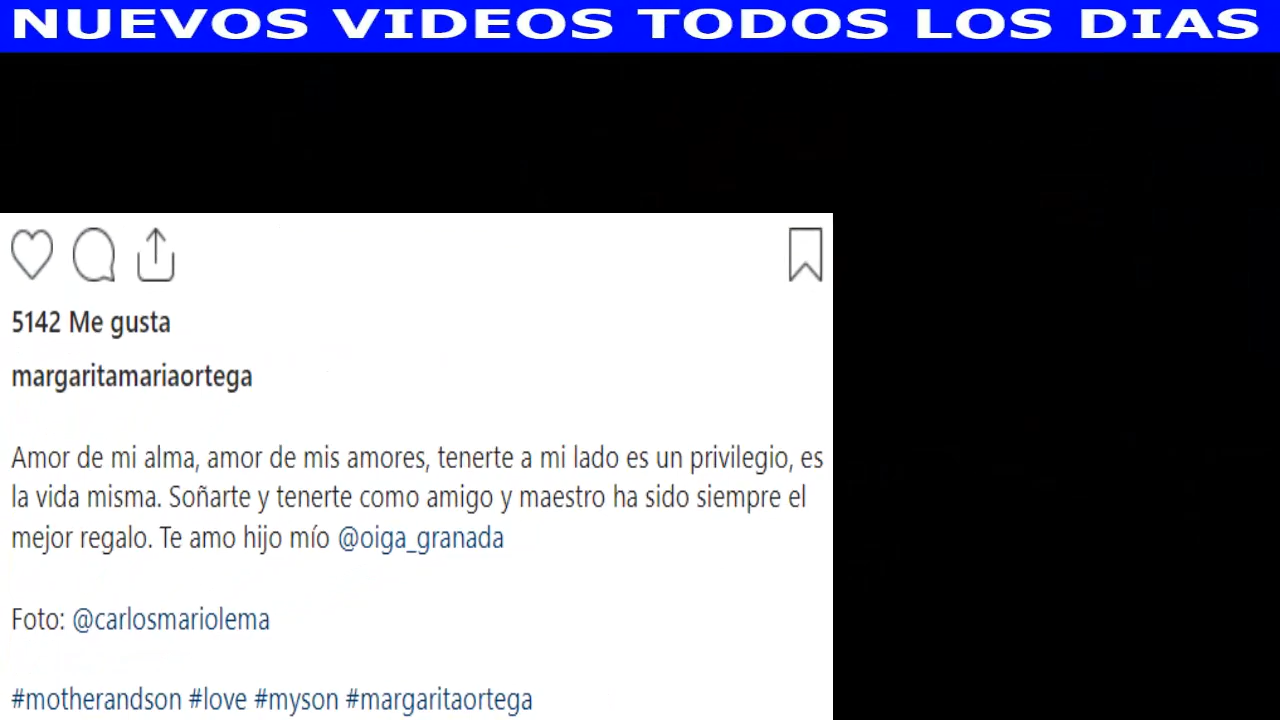 NUEVOS VIDEOS TODOS LOS DIAS
5142 Me gusta
margaritamariaortega
Amor de mi alma, amor de mis amores, tenerte a mi lado es un privilegio, es
la vida misma. Soñarte y tenerte como amigo y maestro ha sido siempre el
mejor regalo. Te amo hijo mío @oiga_granada
Foto: @carlosmariolema
#motherandson #love #myson #margaritaortega